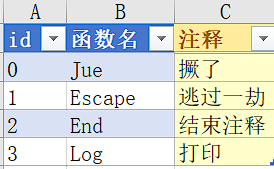 A B C
id 函数名 注释
0 Jue 撅了
1 Escape 逃过一劫
2 End 结束注释
3 Log 打印